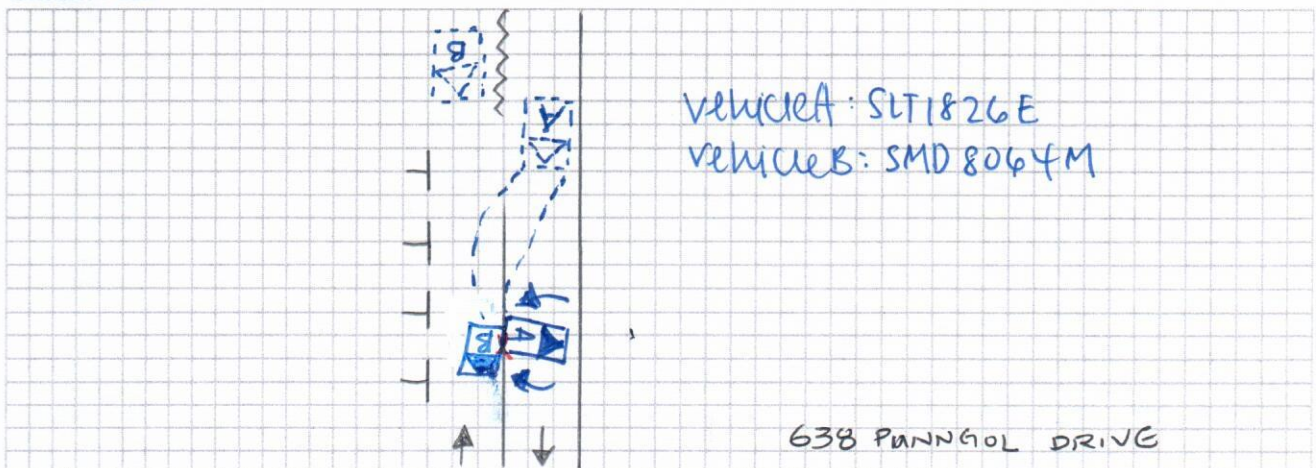 B
A
vehicleA: SLT1826E
vehicleB: SMD8064M
B
A
638 PUNNGOL DRIVE